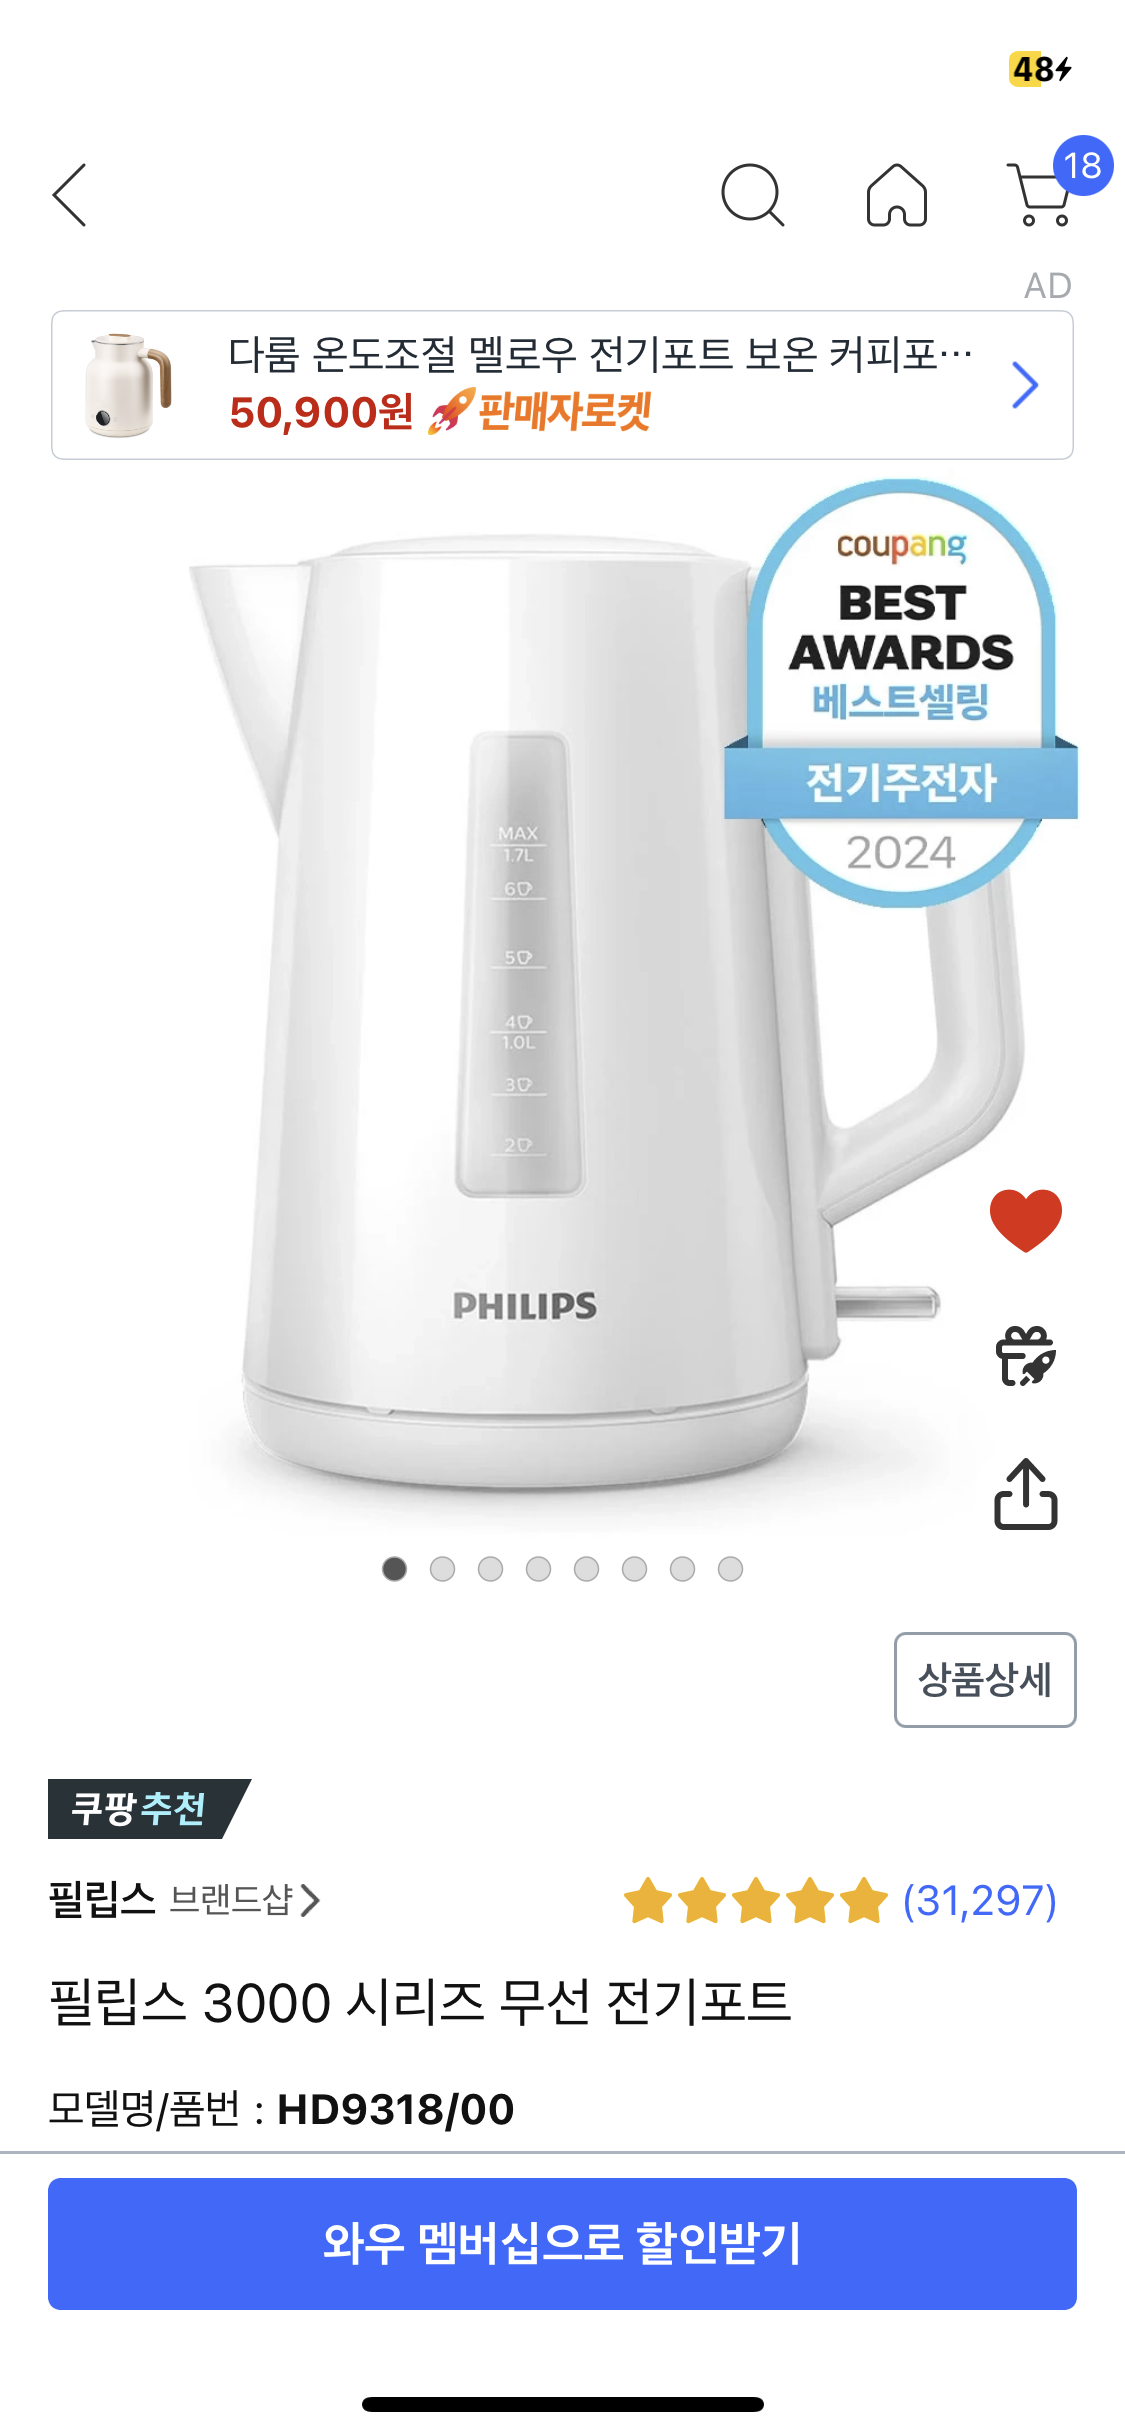 48
18
AD
다룸 온도조절 멜로우 전기포트 보온 커피포…
50,900원 판매자로켓
coupang
BEST
AWARDS
베스트셀링
전기주전자
2024
MAX
1.7L
6
5
4
1.0L
3
2
PHILIPS
상품상세
쿠팡추천
필립스 브랜드샵
(31,297)
필립스 3000 시리즈 무선 전기포트
모델명/품번 : HD9318/00
와우 멤버십으로 할인받기